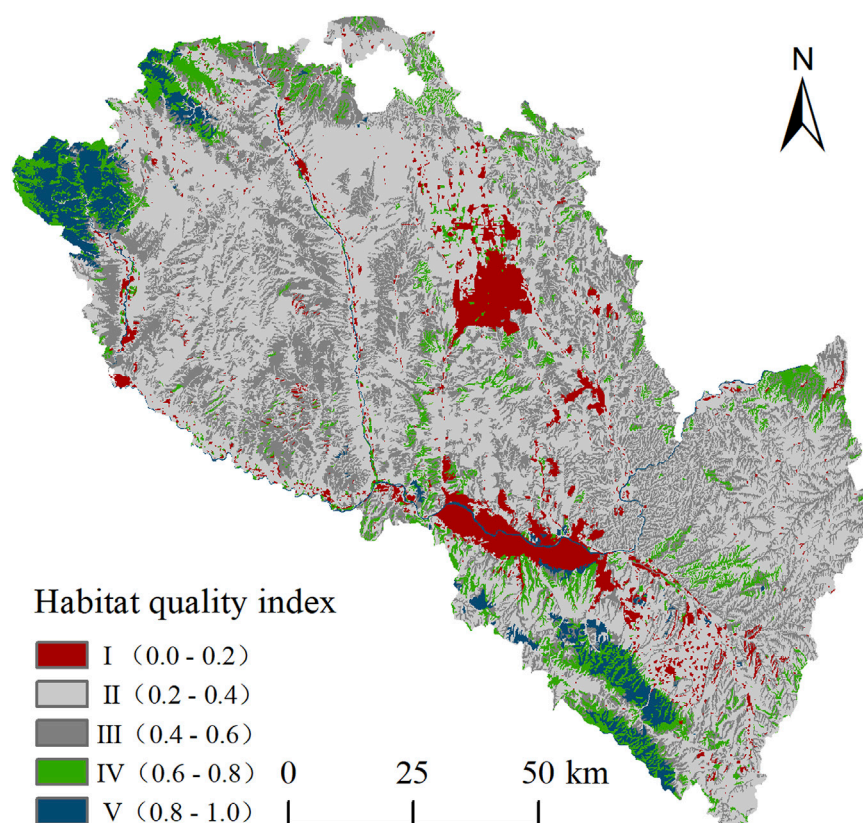 N
Habitat quality index
I （0.0 - 0.2）
II （0.2 - 0.4）
III （0.4 - 0.6）
IV （0.6 - 0.8）
V （0.8 - 1.0）
0 25 50 km